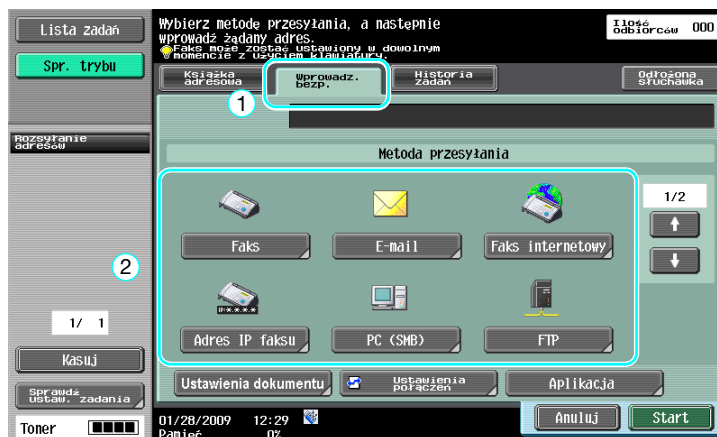 Lista zadań
Wybierz metodę przesyłania, a następnie
wprowadź żądany adres.
Faks może zostać ustawiony w dowolnym
momencie z użyciem klawiatury.
Ilość
odbiorców 000
Spr. trybu
Książka
adresowa
Wprowadz.
bezp.
Historia
zadań
Odłożona
słuchawka
1
Rozsyłanie
adresów
Metoda przesyłania
1/2
Faks
E-mail
Faks internetowy
2
IP:*.*.*.*
Adres IP faksu
PC (SMB)
FTP
1/ 1
Kasuj
Sprawdź
ustaw. zadania
Ustawienia dokumentu
Ustawienia
połączeń
Aplikacja
Toner
01/28/2009 12:29
Pamięć 0%
Anuluj
Start